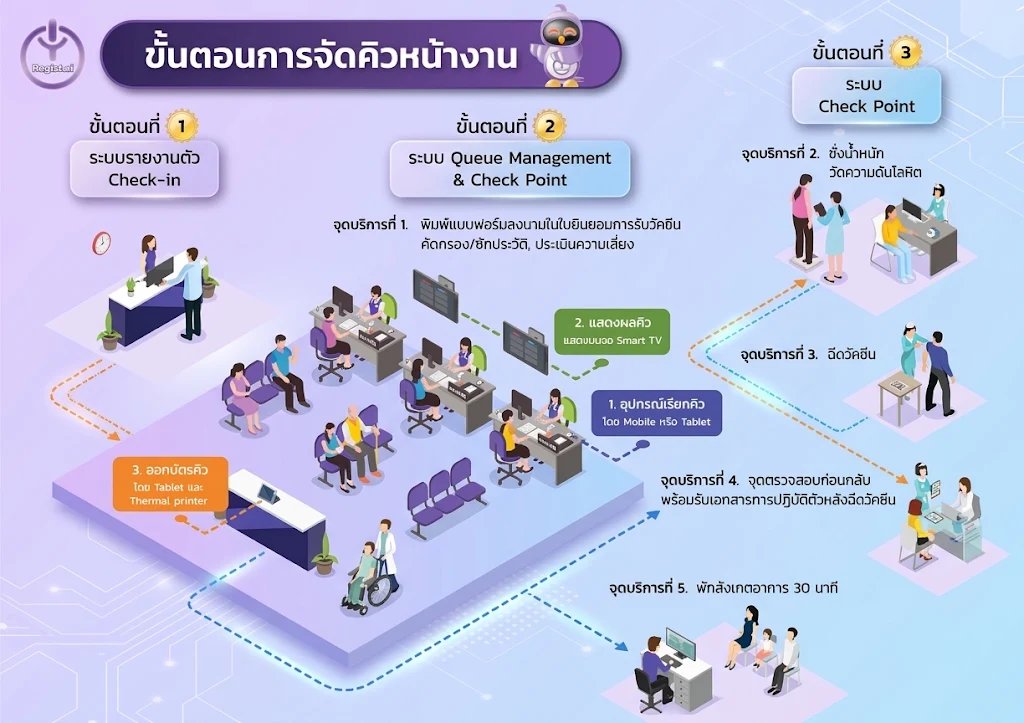 Regist.ai
ขั้นตอนการจัดคิวหน้างาน
ขั้นตอนที่ 1
ระบบรายงานตัว
Check-in
ขั้นตอนที่ 2
ระบบ Queue Management
& Check Point
จุดบริการที่ 1. พิมพ์แบบฟอร์มลงนามในใบยินยอมการรับวัคซีน
คัดกรอง/ซักประวัติ, ประเมินความเสี่ยง
2. แสดงผลคิว
แสดงบนจอ Smart TV
1. อุปกรณ์เรียกคิว
โดย Mobile หรือ Tablet
3. ออกบัตรคิว
โดย Tablet และ
Thermal printer
ขั้นตอนที่ 3
ระบบ
Check Point
จุดบริการที่ 2. ชั่งน้ำหนัก
วัดความดันโลหิต
จุดบริการที่ 3. ฉีดวัคซีน
จุดบริการที่ 4. จุดตรวจสอบก่อนกลับ
พร้อมรับเอกสารการปฏิบัติตัวหลังฉีดวัคซีน
จุดบริการที่ 5. พักสังเกตอาการ 30 นาที